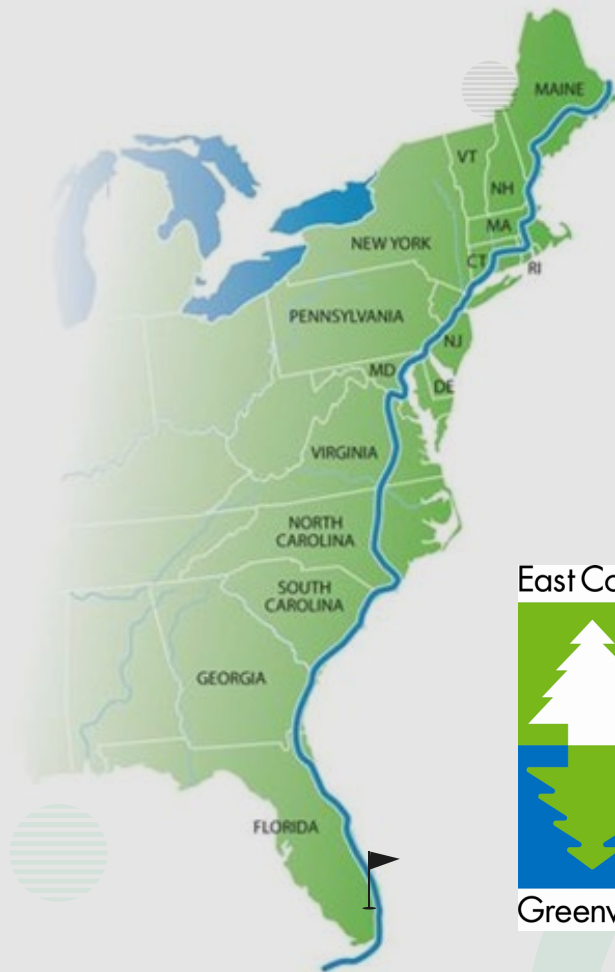 MAINE
VT
NH
MA
NEW YORK
CT
RI
PENNSYLVANIA
NJ
MD
DE
VIRGINIA
NORTH
CAROLINA
SOUTH
CAROLINA
GEORGIA
FLORIDA
East